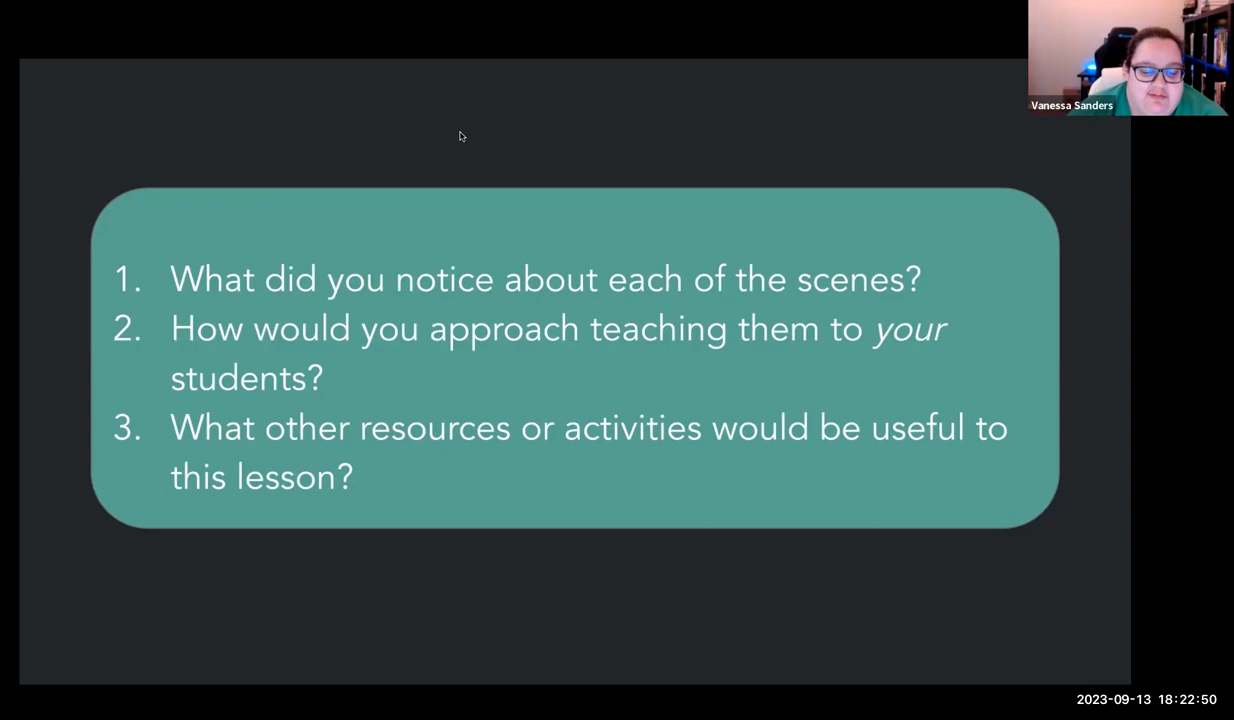 Vanessa Sanders
1. What did you notice about each of the scenes?
2. How would you approach teaching them to your
students?
3. What other resources or activities would be useful to
this lesson?
2023-09-13 18:22:50